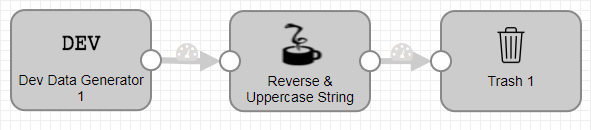 DEV
Dev Data Generator
1
Reverse &
Uppercase String
Trash 1